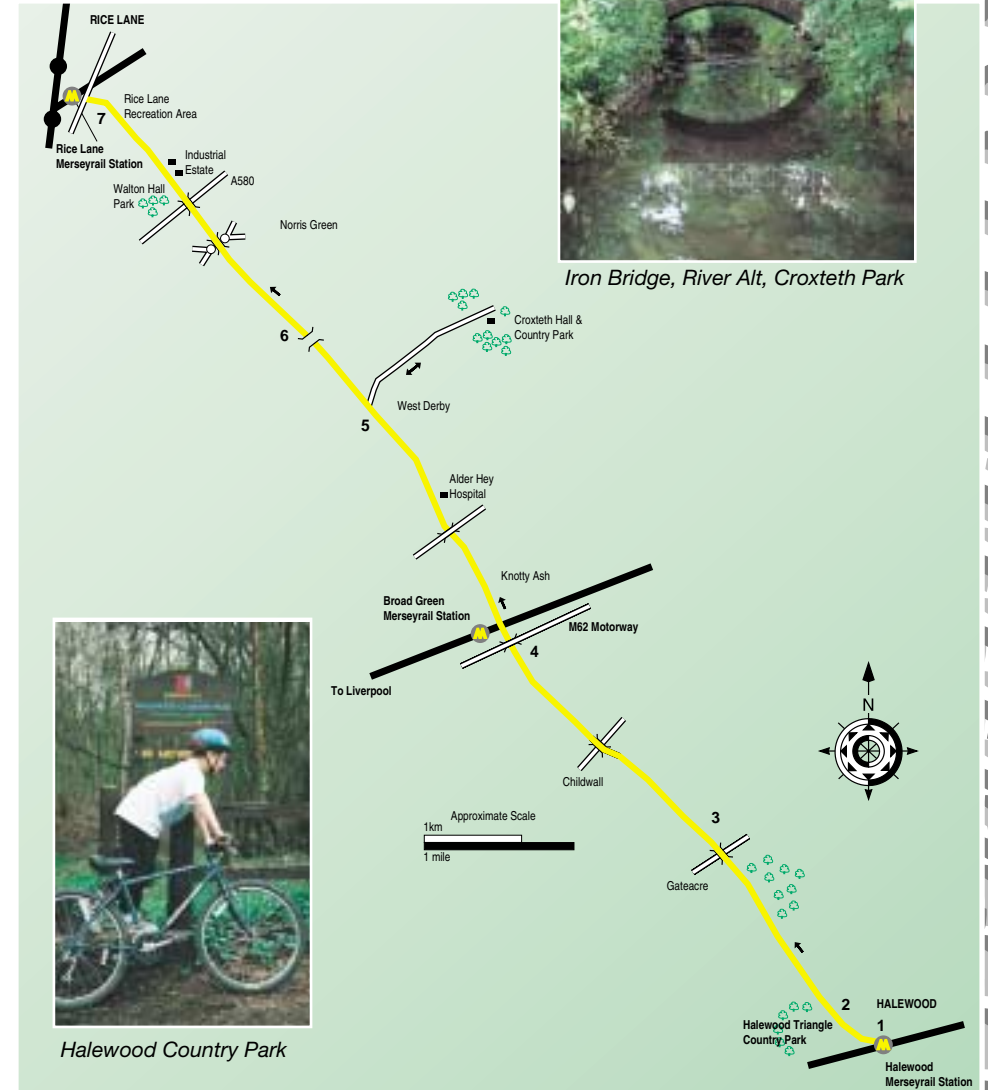 RICE LANE
Rice Lane
Recreation Area
7
Rice Lane
Merseyrail Station
Industrial
Estate
A580
Walton Hall
Park
Norris Green
Iron Bridge, River Alt, Croxteth Park
6
Croxteth Hall &
Country Park
West Derby
5
Alder Hey
Hospital
Knotty Ash
Broad Green
Merseyrail Station
M62 Motorway
4
To Liverpool
N
Childwall
Approximate Scale
1km
1 mile
3
Gateacre
2
HALEWOOD
1
Halewood Triangle
Country Park
Halewood
Merseyrail Station
Halewood Country Park